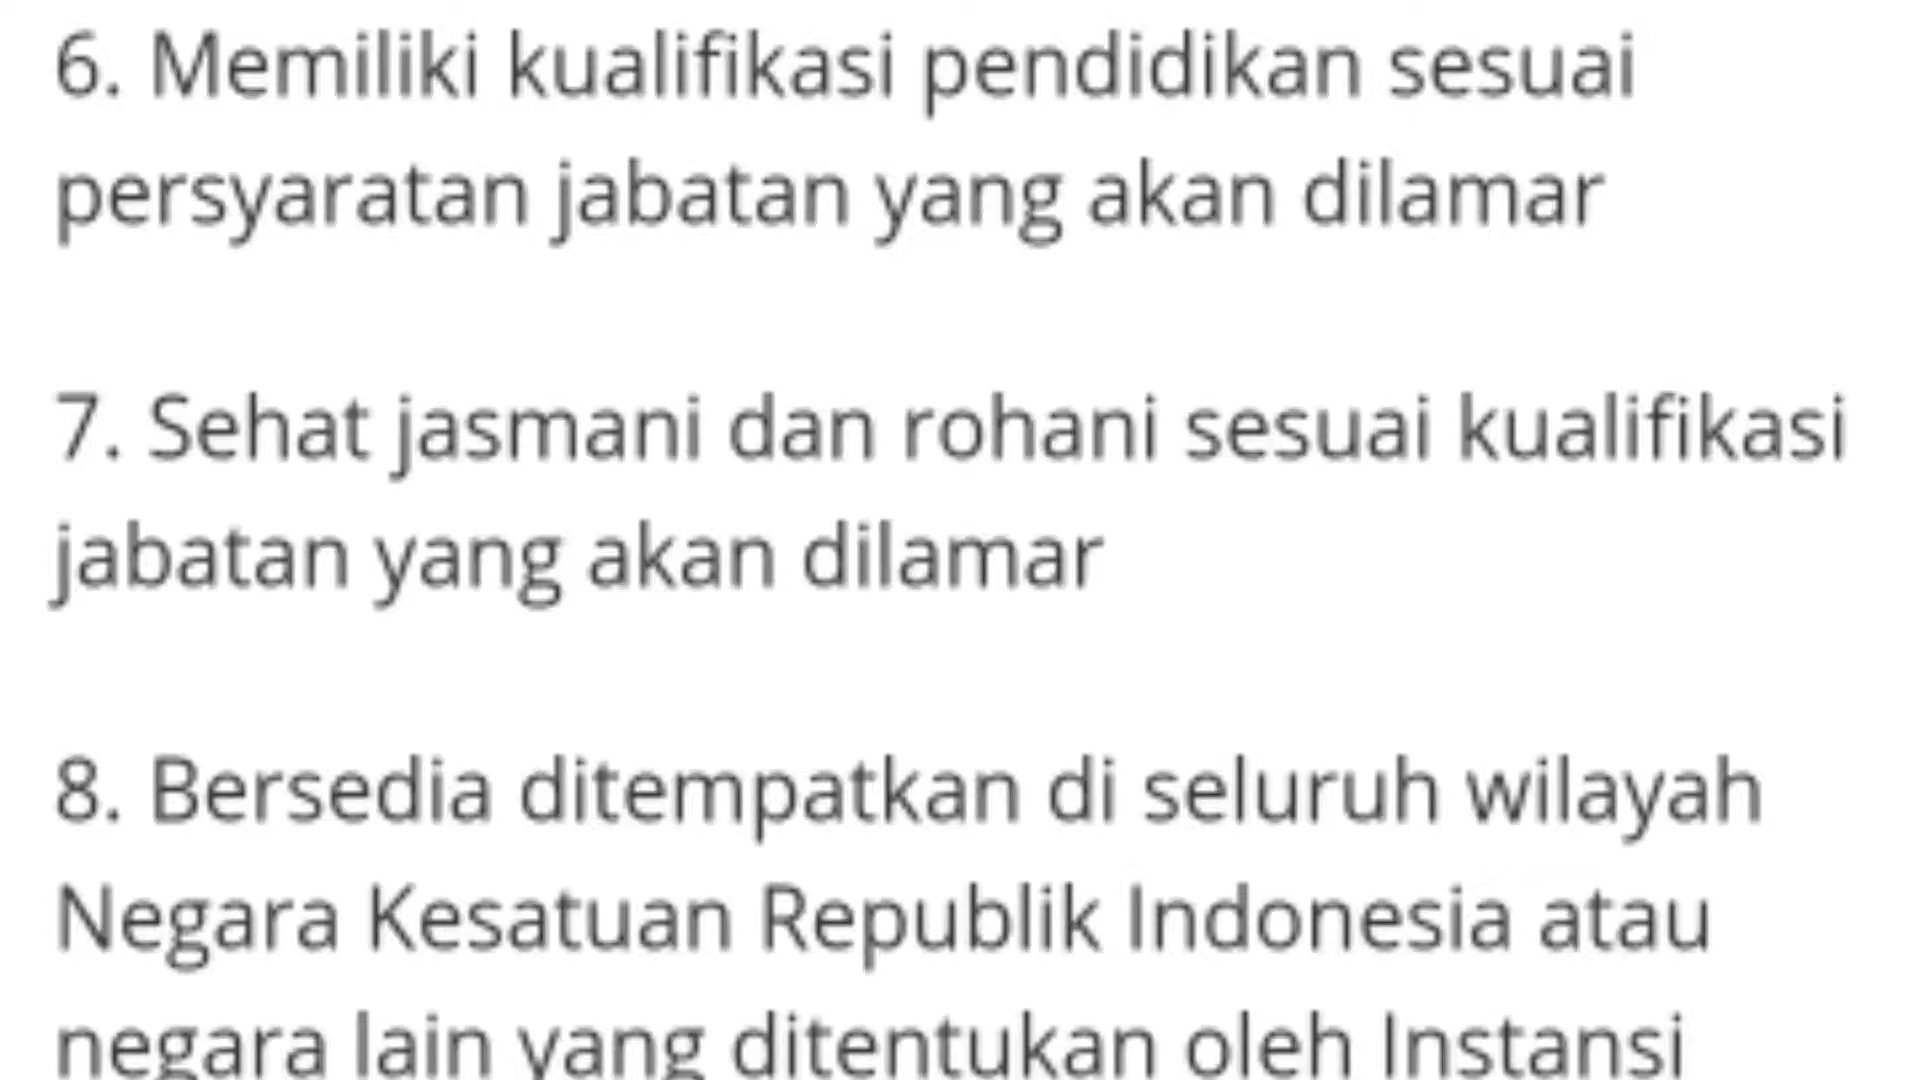 6. Memiliki kualifikasi pendidikan sesuai
persyaratan jabatan yang akan dilamar
7. Sehat jasmani dan rohani sesuai kualifikasi
jabatan yang akan dilamar
8. Bersedia ditempatkan di seluruh wilayah
Negara Kesatuan Republik Indonesia atau
negara lain yang ditentukan oleh Instansi